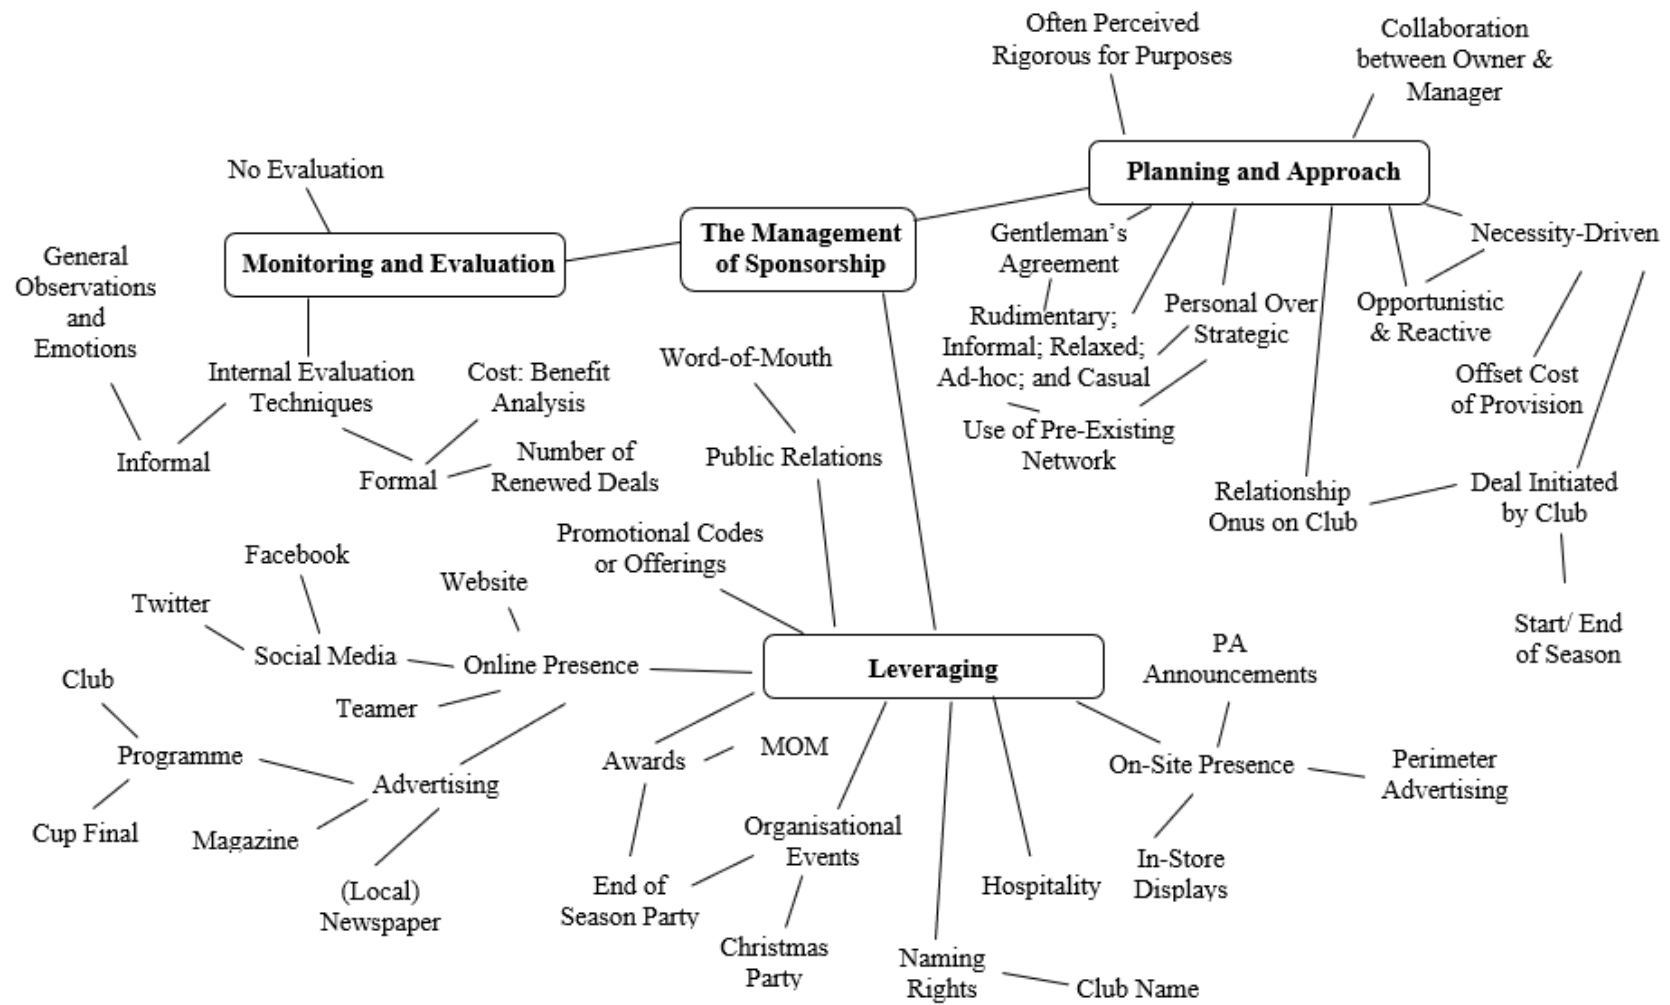 Often Perceived
Rigorous for Purposes
Collaboration
between Owner &
Manager
Planning and Approach
No Evaluation
The Management
of Sponsorship
Monitoring and Evaluation
Gentleman’s
Agreement
Necessity-Driven
General
Observations
and
Emotions
Rudimentary;
Informal; Relaxed;
Ad-hoc; and Casual
Personal Over
Strategic
Opportunistic
& Reactive
Word-of-Mouth
Internal Evaluation
Techniques
Cost: Benefit
Analysis
Offset Cost
of Provision
Use of Pre-Existing
Network
Informal
Formal
Number of
Renewed Deals
Public Relations
Relationship
Onus on Club
Deal Initiated
by Club
Promotional Codes
or Offerings
Facebook
Website
Twitter
Social Media
Online Presence
Leveraging
PA
Announcements
Start/ End
of Season
Club
Teamer
Programme
Advertising
Awards
MOM
On-Site Presence
Perimeter
Advertising
Cup Final
Magazine
(Local)
Newspaper
Organisational
Events
End of
Season Party
Christmas
Party
Hospitality
In-Store
Displays
Naming
Rights
Club Name